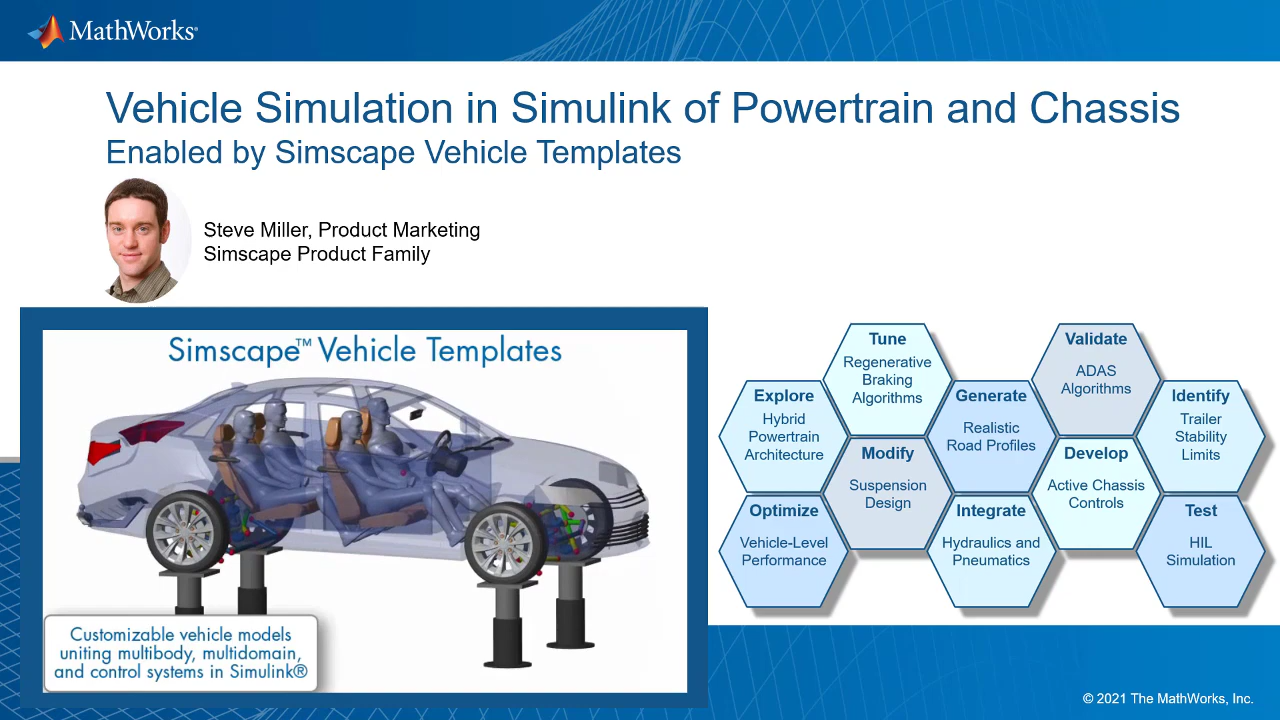 MathWorks®
Vehicle Simulation in Simulink of Powertrain and Chassis
Enabled by Simscape Vehicle Templates
Steve Miller, Product Marketing
Simscape Product Family
Simscape™ Vehicle Templates
Customizable vehicle models
uniting multibody, multidomain,
and control systems in Simulink®
Explore
Hybrid
Powertrain
Architecture
Tune
Regenerative
Braking
Algorithms
Generate
Realistic
Road Profiles
Validate
ADAS
Algorithms
Identify
Trailer
Stability
Limits
Optimize
Vehicle-Level
Performance
Modify
Suspension
Design
Integrate
Hydraulics and
Pneumatics
Develop
Active Chassis
Controls
Test
HIL
Simulation
© 2021 The MathWorks, Inc.